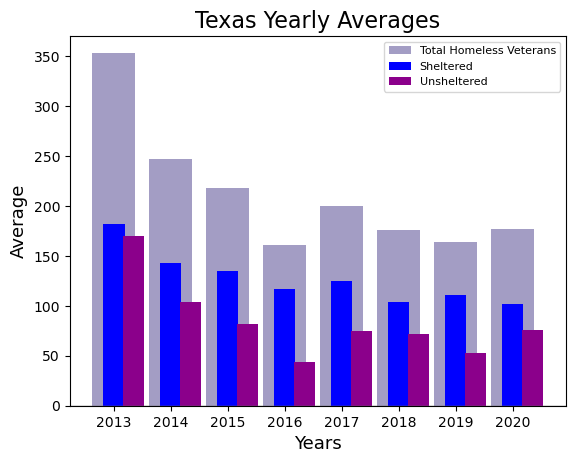 Texas Yearly Averages
Total Homeless Veterans
Sheltered
Unsheltered
Average
350
300
250
200
150
100
50
0
2013 2014 2015 2016 2017 2018 2019 2020
Years